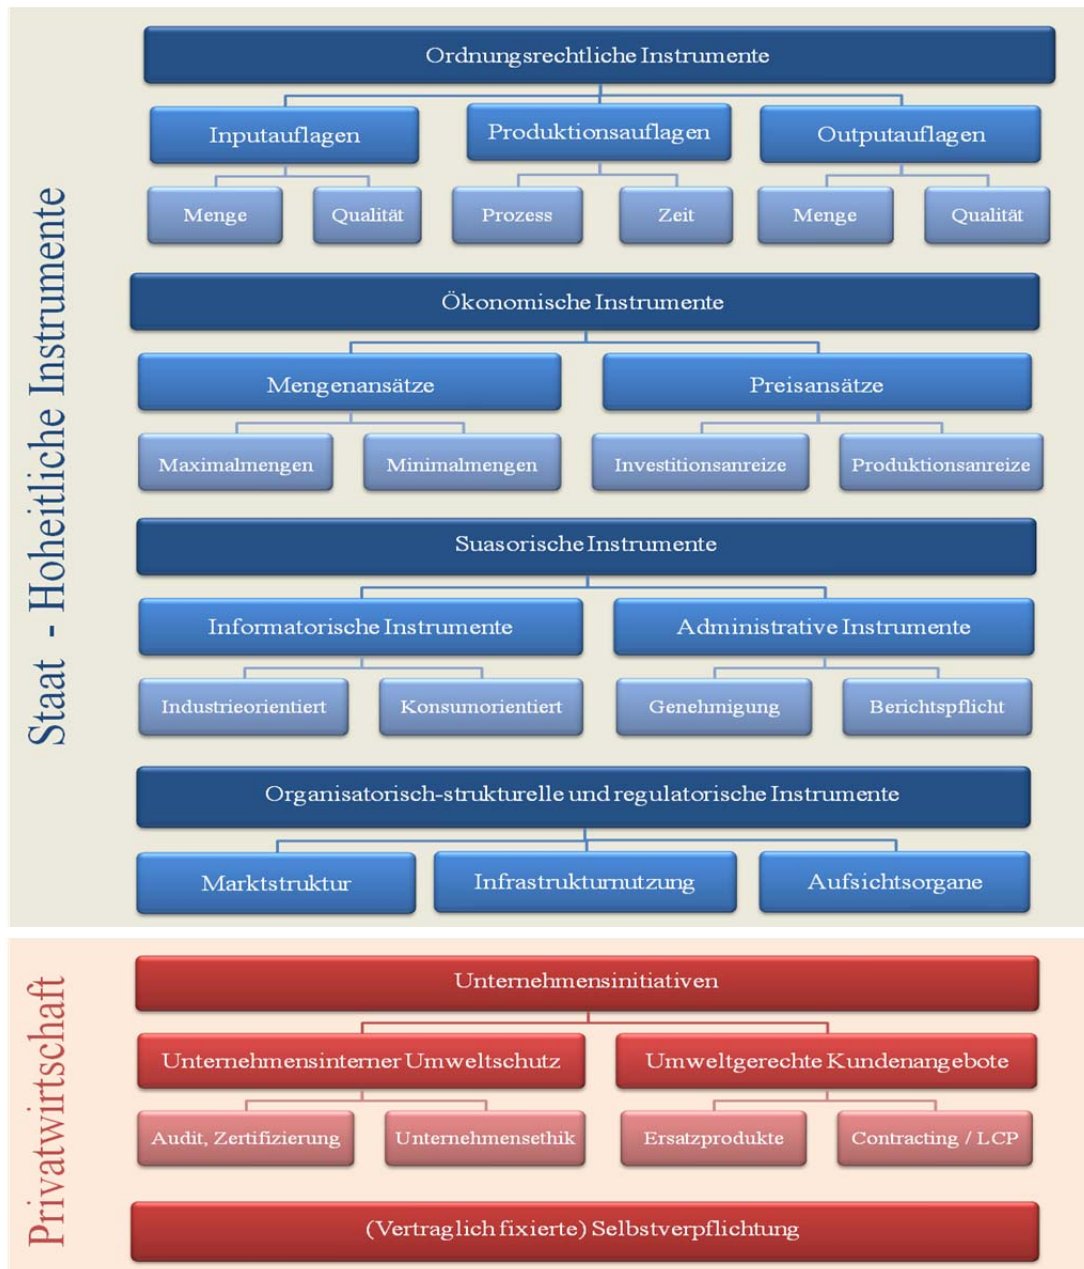 Staat - Hoheitliche Instrumente
Ordnungsrechtliche Instrumente
Inputauflagen
Produktionsauflagen
Outputauflagen
Menge
Qualität
Prozess
Zeit
Menge
Qualität
Ökonomische Instrumente
Mengenansätze
Preisansätze
Maximalmengen
Minimalmengen
Investitionsanreize
Produktionsanreize
Suasorische Instrumente
Informatorische Instrumente
Administrative Instrumente
Industrieorientiert
Konsumorientiert
Genehmigung
Berichtspflicht
Organisatorisch-strukturelle und regulatorische Instrumente
Marktstruktur
Infrastrukturnutzung
Aufsichtsorgane
Privatwirtschaft
Unternehmensinitiativen
Unternehmensinterner Umweltschutz
Umweltgerechte Kundenangebote
Audit, Zertifizierung
Unternehmensethik
Ersatzprodukte
Contracting / LCP
(Vertraglich fixierte) Selbstverpflichtung